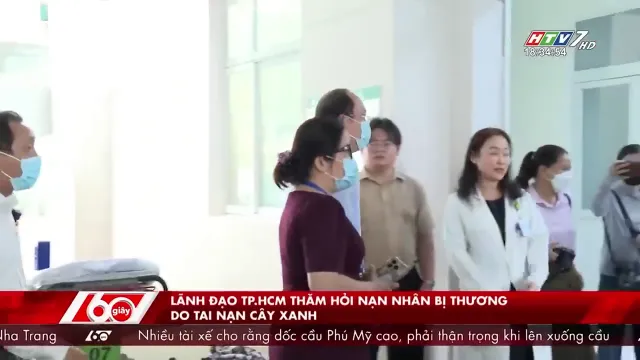 HTV7 HD
18:34:54
LÃNH ĐẠO TP.HCM THĂM HỎI NẠN NHÂN BỊ THƯƠNG
DO TAI NẠN CÂY XANH
60 giây
Nha Trang 60 Nhiều tài xế cho rằng dốc cầu Phú Mỹ cao, phải thận trọng khi lên xuống cầu
07